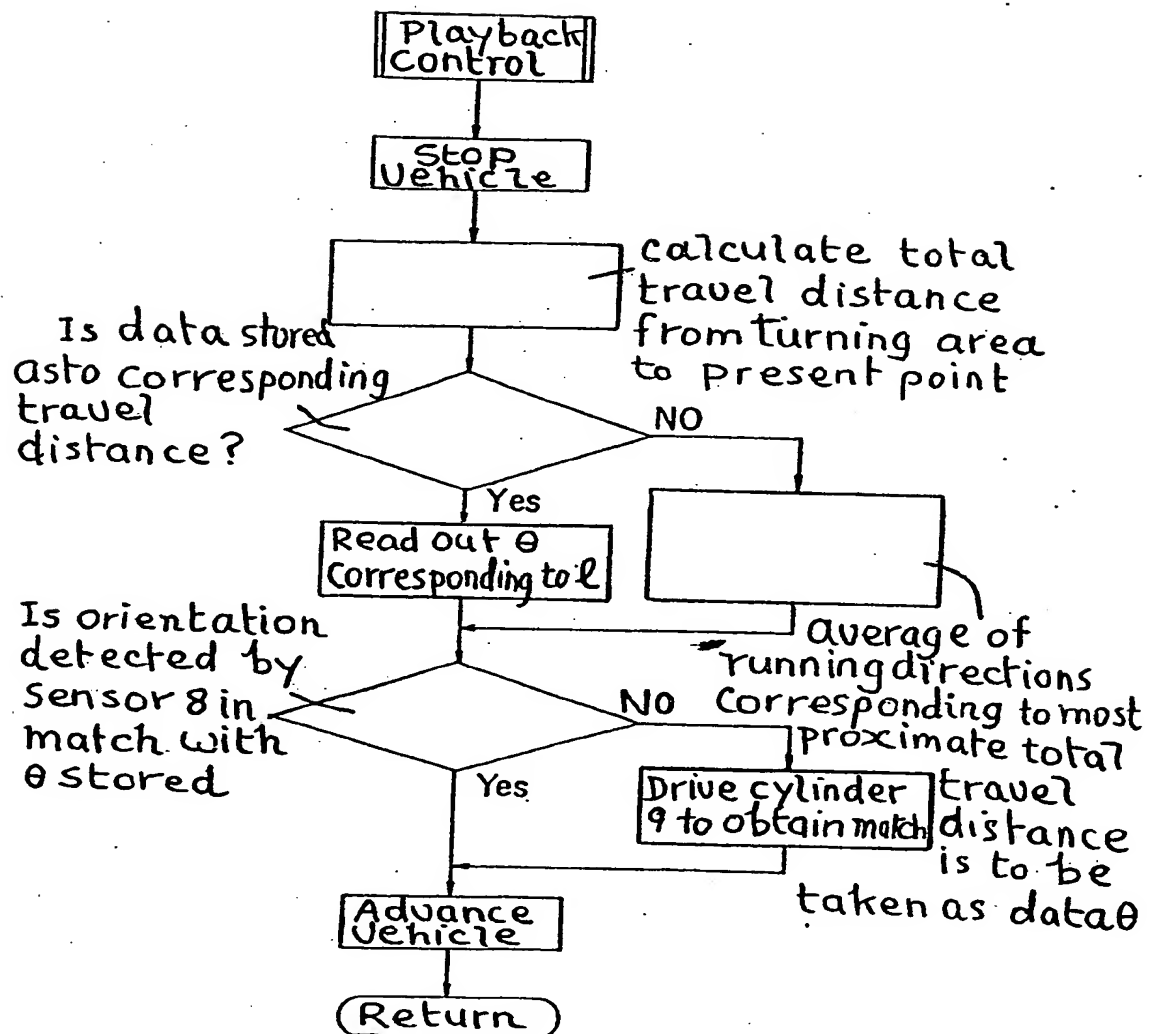 Playback
Control
Stop
Vehicle
calculate total
travel distance
from turning area
to present point
Is data stored
asto corresponding
travel
distance?
NO
Yes
Read out θ
Corresponding to ℓ
average of
running directions
Corresponding to most
proximate total
travel
distance
is to be
taken as data θ
Is orientation
detected by
Sensor 8 in
match with
θ stored
NO
Yes
Drive cylinder
9 to obtain match
Advance
Vehicle
Return